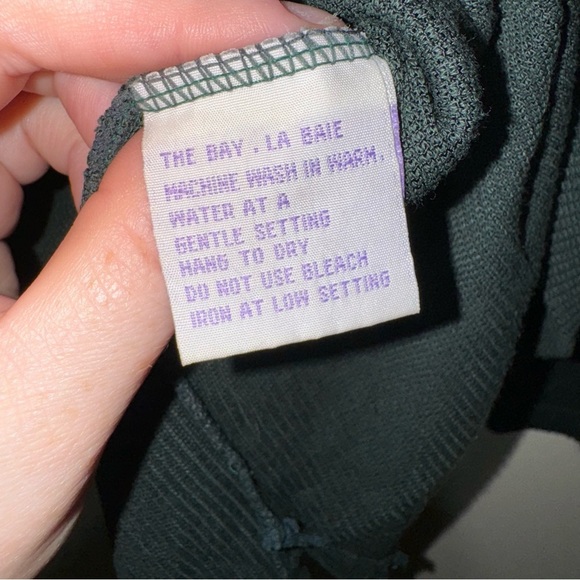 THE BAY . LA BAIE
MACHINE WASH IN WARM.
WATER AT A
GENTLE SETTING
HANG TO DRY
DO NOT USE BLEACH
IRON AT LOW SETTING